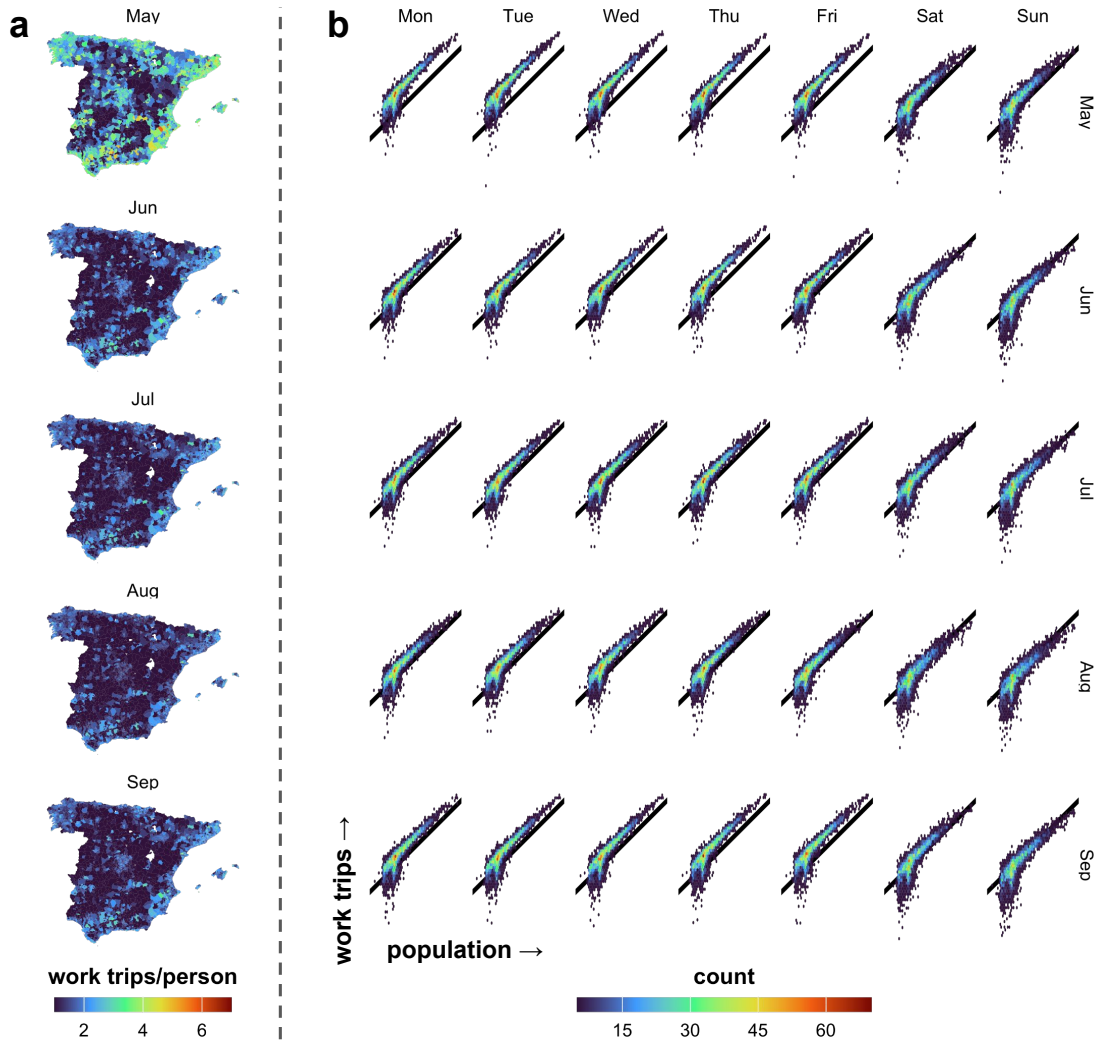 a
May
Jun
Jul
Aug
Sep
work trips/person
2 4 6
b
Mon Tue Wed Thu Fri Sat Sun
May
Jun
Jul
Aug
Sep
work trips →
population →
count
15 30 45 60